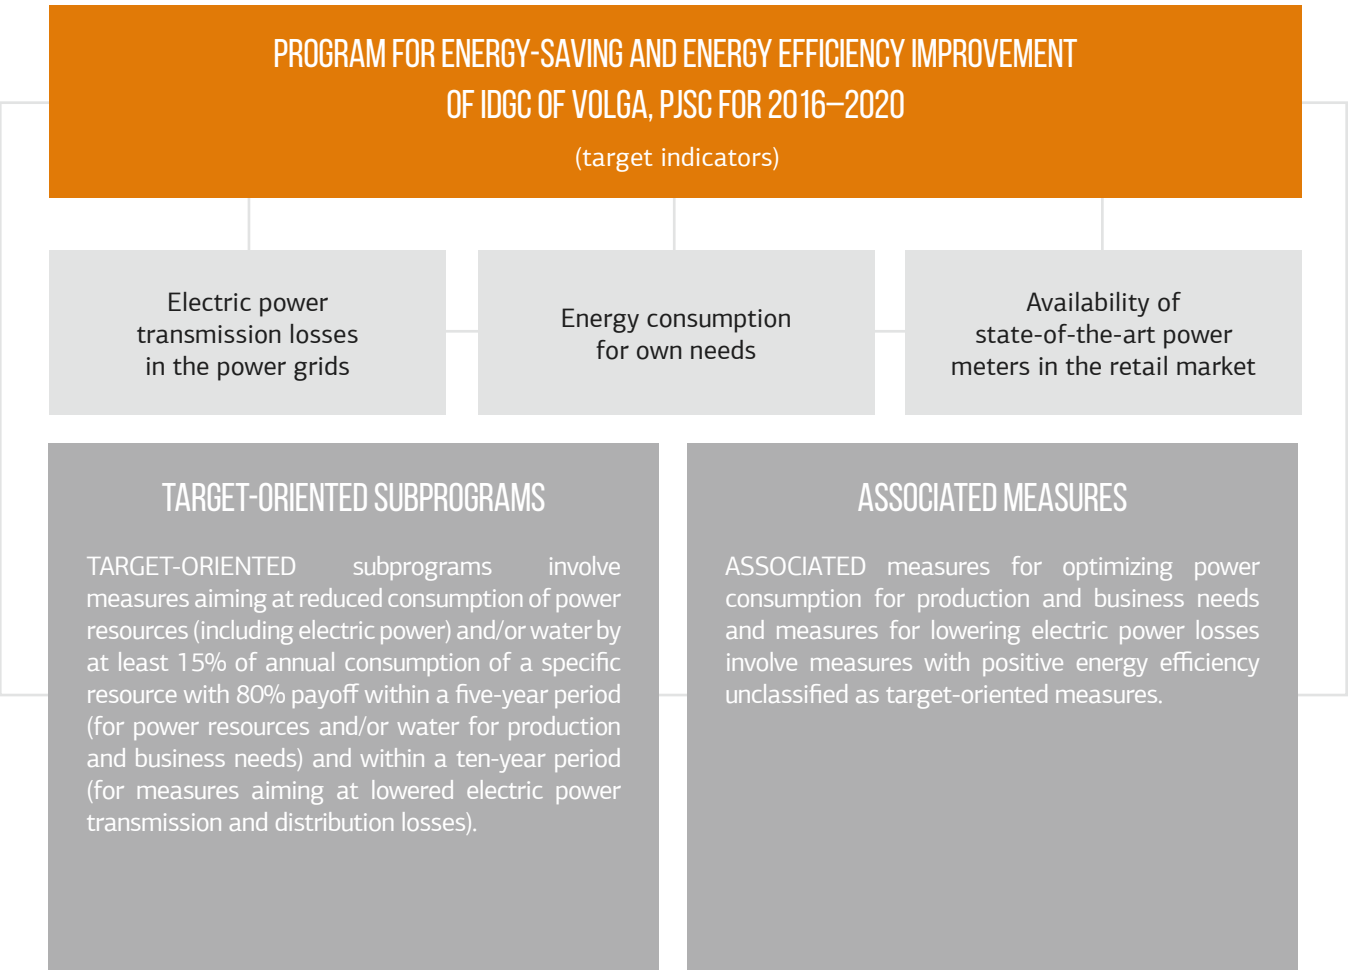 PROGRAM FOR ENERGY-SAVING AND ENERGY EFFICIENCY IMPROVEMENT
OF IDGC OF VOLGA, PJSC FOR 2016–2020
(target indicators)
Electric power
transmission losses
in the power grids
Energy consumption
for own needs
Availability of
state-of-the-art power
meters in the retail market
TARGET-ORIENTED SUBPROGRAMS
TARGET-ORIENTED subprograms involve
measures aiming at reduced consumption of power
resources (including electric power) and/or water by
at least 15% of annual consumption of a specific
resource with 80% payoff within a five-year period
(for power resources and/or water for production
and business needs) and within a ten-year period
(for measures aiming at lowered electric power
transmission and distribution losses).
ASSOCIATED MEASURES
ASSOCIATED measures for optimizing power
consumption for production and business needs
and measures for lowering electric power losses
involve measures with positive energy efficiency
unclassified as target-oriented measures.